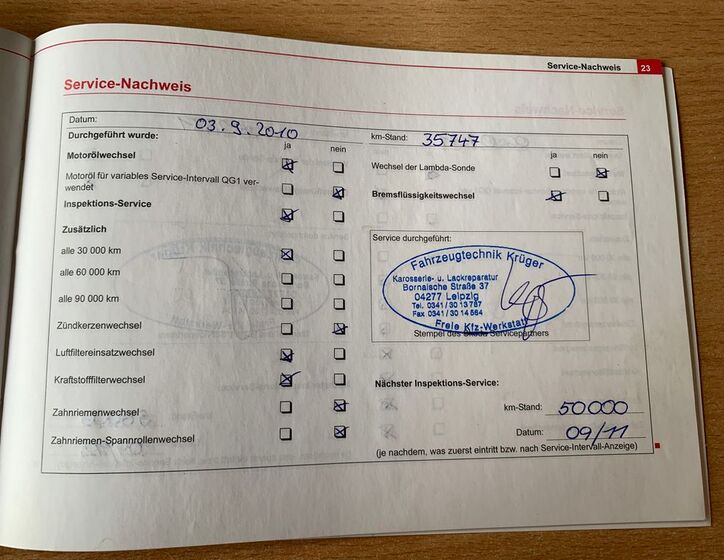 Service-Nachweis 23
Service-Nachweis
Datum: 03.9.2010
Durchgeführt wurde: ja nein
km-Stand: 35747
ja nein
Motorölwechsel
Motoröl für variables Service-Intervall QG1 ver-
wendet
Inspektions-Service
Zusätzlich
alle 30 000 km
alle 60 000 km
alle 90 000 km
Zündkerzenwechsel
Luftfiltereinsatzwechsel
Kraftstofffilterwechsel
Zahnriemenwechsel
Zahnriemen-Spannrollenwechsel
Wechsel der Lambda-Sonde
Bremsflüssigkeitswechsel
Service durchgeführt:
Fahrzeugtechnik Krüger
Karosserie- u. Lackreparatur
Bornaische Straße 37
04277 Leipzig
Tel. 0341/30 13 787
Fax 0341/30 14 564
Freie Kfz-Werkstatt
Stempel des Škoda Servicepartners
Nächster Inspektions-Service:
km-Stand: 50000
Datum: 09/11
(je nachdem, was zuerst eintritt bzw. nach Service-Intervall-Anzeige)